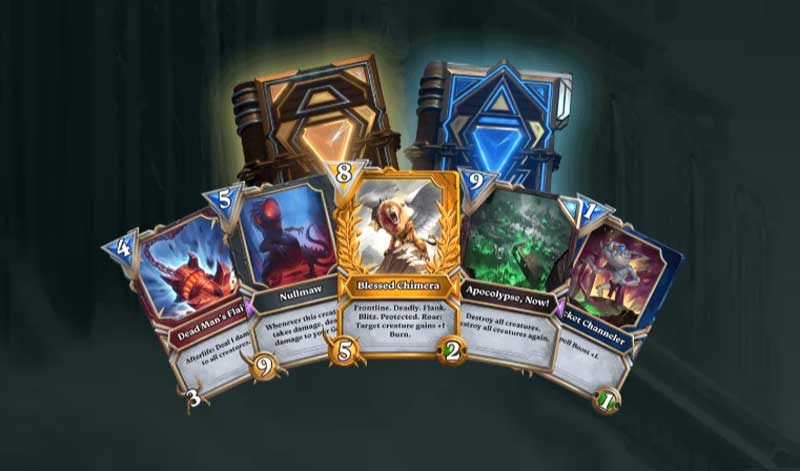 4
Dead Man's Flai
Afterlife: Deal 1 dam
to all creatures.
3
5
Nullmaw
Whenever this creat
takes damage, dea
damage to your
9
8
Blessed Chimera
Frontline. Deadly. Flank.
Blitz. Protected. Roar:
Target creature gains +1
Burn.
5
2
9
Apocolypse, Now!
Destroy all creatures.
stroy all creatures again.
1
cket Channeler
pell Boost +1.
1